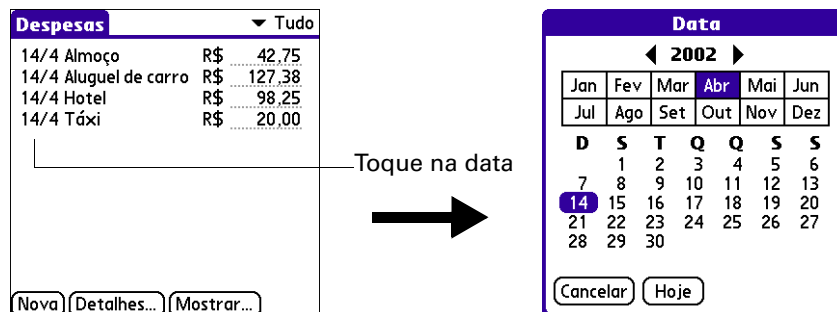 Despesas Tudo
14/4 Almoço R$ 42,75
14/4 Aluguel de carro R$ 127,38
14/4 Hotel R$ 98,25
14/4 Táxi R$ 20,00
Nova Detalhes... Mostrar...
Toque na data
Data
2002
Jan Fev Mar Abr Mai Jun
Jul Ago Set Out Nov Dez
D S T Q Q S S
1 2 3 4 5 6
7 8 9 10 11 12 13
14 15 16 17 18 19 20
21 22 23 24 25 26 27
28 29 30
Cancelar Hoje